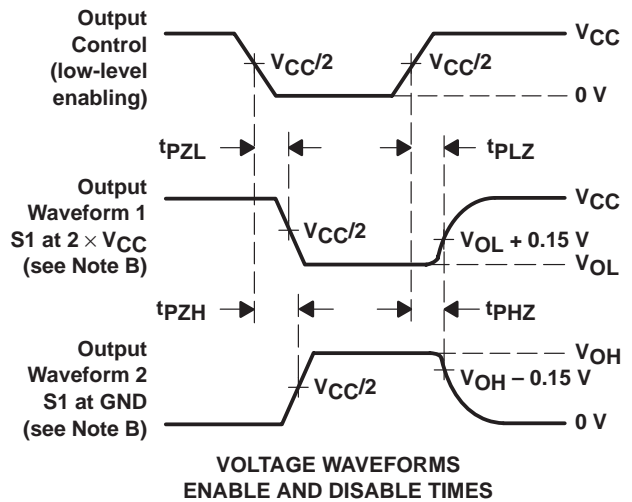 Output
Control
(low-level
enabling)
VCC
VCC/2
VCC/2
0 V
tPZL
tPLZ
Output
Waveform 1
S1 at 2 × VCC
(see Note B)
VCC
VCC/2
VOL + 0.15 V
VOL
tPZH
tPHZ
Output
Waveform 2
S1 at GND
(see Note B)
VOH
VCC/2
VOH – 0.15 V
0 V
VOLTAGE WAVEFORMS
ENABLE AND DISABLE TIMES